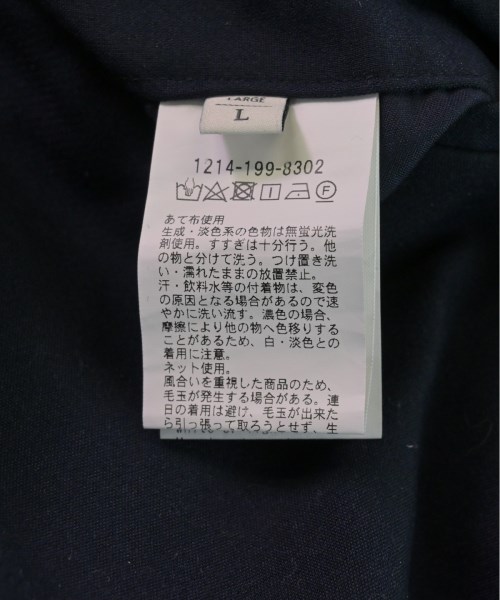 LARGE
L
1214-199-8302
F
あて布使用
生成・淡色系の色物は無蛍光洗
剤使用。すすぎは十分行う。他
の物と分けて洗う。つけ置き洗
い・濡れたままの放置禁止。
汗・飲料水等の付着物は、変色
の原因となる場合があるので速
やかに洗い流す。濃色の場合、
摩擦により他の物へ色移りする
ことがあるため、白・淡色との
着用に注意。
ネット使用。
風合いを重視した商品のため、
毛玉が発生する場合がある。連
日の着用は避け、毛玉が出来た
ら引っ張って取ろうとせず、生